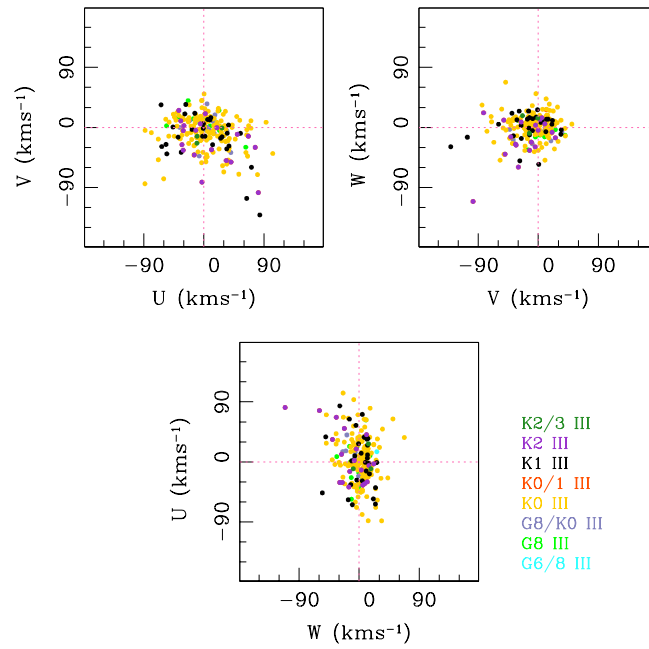 90
0
−90
V (kms⁻¹)
−90
0
90
U (kms⁻¹)
90
0
−90
W (kms⁻¹)
−90
0
90
V (kms⁻¹)
90
0
−90
U (kms⁻¹)
−90
0
90
W (kms⁻¹)
K2/3 III
K2 III
K1 III
K0/1 III
K0 III
G8/K0 III
G8 III
G6/8 III